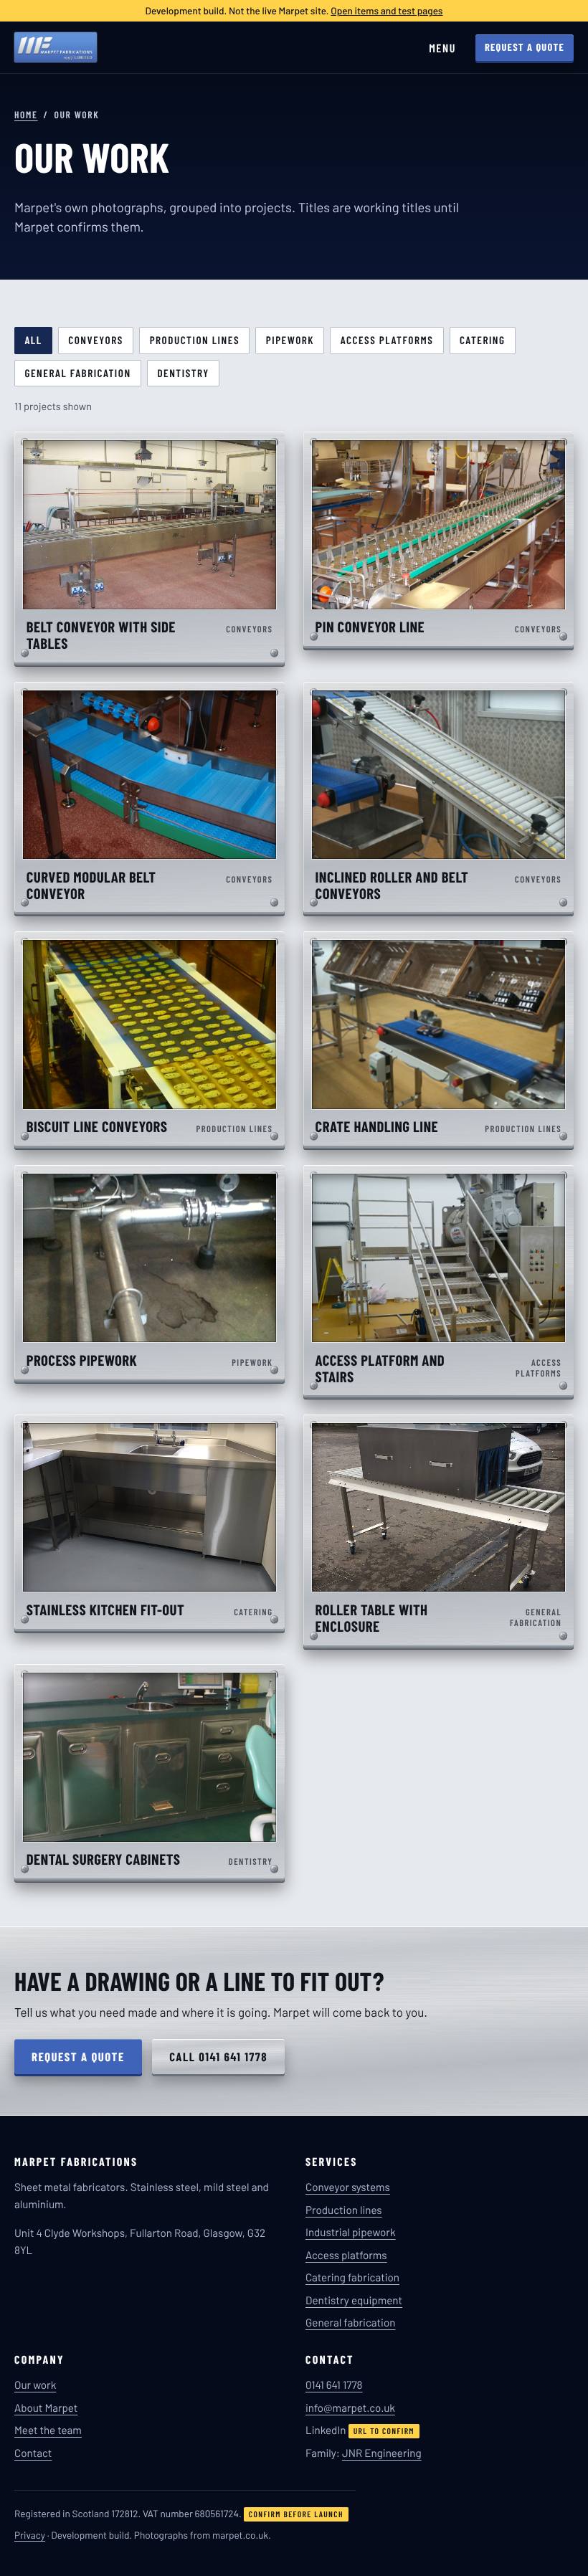 Development build. Not the live Marpet site. Open items and test pages
MF
MARPET FABRICATIONS
LIMITED
MENU
REQUEST A QUOTE
HOME / OUR WORK
OUR WORK
Marpet's own photographs, grouped into projects. Titles are working titles until
Marpet confirms them.
ALL
CONVEYORS
PRODUCTION LINES
PIPEWORK
ACCESS PLATFORMS
CATERING
GENERAL FABRICATION
DENTISTRY
11 projects shown
BELT CONVEYOR WITH SIDE
TABLES
CONVEYORS
PIN CONVEYOR LINE
CONVEYORS
CURVED MODULAR BELT
CONVEYOR
CONVEYORS
INCLINED ROLLER AND BELT
CONVEYORS
CONVEYORS
BISCUIT LINE CONVEYORS
PRODUCTION LINES
CRATE HANDLING LINE
PRODUCTION LINES
PROCESS PIPEWORK
PIPEWORK
ACCESS PLATFORM AND
STAIRS
ACCESS
PLATFORMS
STAINLESS KITCHEN FIT-OUT
CATERING
ROLLER TABLE WITH
ENCLOSURE
GENERAL
FABRICATION
DENTAL SURGERY CABINETS
DENTISTRY
HAVE A DRAWING OR A LINE TO FIT OUT?
Tell us what you need made and where it is going. Marpet will come back to you.
REQUEST A QUOTE
CALL 0141 641 1778
MARPET FABRICATIONS
Sheet metal fabricators. Stainless steel, mild steel and
aluminium.
Unit 4 Clyde Workshops, Fullarton Road, Glasgow, G32
8YL
SERVICES
Conveyor systems
Production lines
Industrial pipework
Access platforms
Catering fabrication
Dentistry equipment
General fabrication
COMPANY
Our work
About Marpet
Meet the team
Contact
CONTACT
0141 641 1778
info@marpet.co.uk
LinkedIn URL TO CONFIRM
Family: JNR Engineering
Registered in Scotland 172812. VAT number 680561724. CONFIRM BEFORE LAUNCH
Privacy · Development build. Photographs from marpet.co.uk.